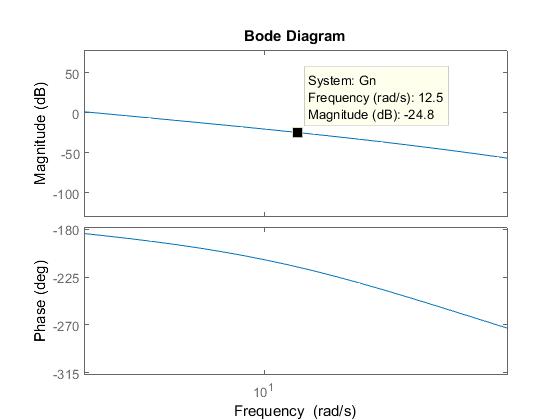 Bode Diagram
Magnitude (dB)
50
0
-50
-100
System: Gn
Frequency (rad/s): 12.5
Magnitude (dB): -24.8
Phase (deg)
-180
-225
-270
-315
10^1
Frequency (rad/s)